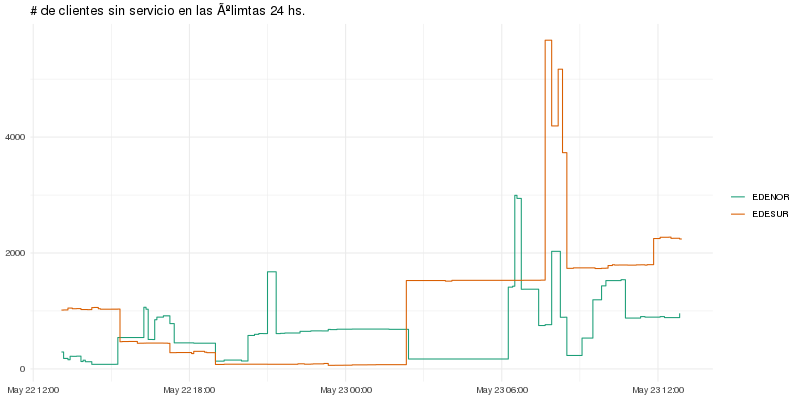 # de clientes sin servicio en las Ãºlimtas 24 hs.
4000
2000
0
May 22 12:00
May 22 18:00
May 23 00:00
May 23 06:00
May 23 12:00
EDENOR
EDESUR